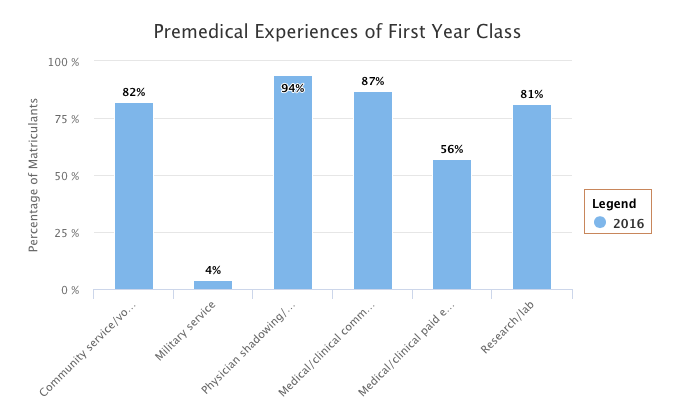 Premedical Experiences of First Year Class
Percentage of Matriculants
100 %
75 %
50 %
25 %
0 %
82%
4%
94%
87%
56%
81%
Community service/vo...
Military service
Physician shadowing/...
Medical/clinical comm...
Medical/clinical paid e...
Research/lab
Legend
2016